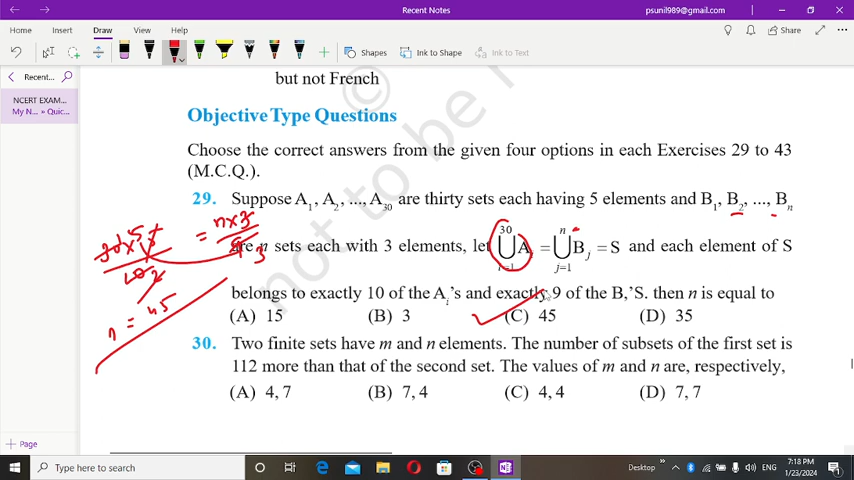 Recent Notes
psunil989@gmail.com
Home Insert Draw View Help
Share
Shapes Ink to Shape Ink to Text
Recent...
NCERT EXAM...
My N... » Quic...
but not French
© not to be r
Objective Type Questions
Choose the correct answers from the given four options in each Exercises 29 to 43
(M.C.Q.).
29. Suppose A₁, A₂, ..., A₃₀ are thirty sets each having 5 elements and B₁, B₂, ..., Bₙ
are n sets each with 3 elements, let ⋃ᵢ₌₁³⁰ Aᵢ = ⋃ⱼ₌₁ⁿ Bⱼ = S and each element of S
belongs to exactly 10 of the Aᵢ's and exactly 9 of the B,'S. then n is equal to
(A) 15 (B) 3 (C) 45 (D) 35
= n×3
n = 45
30. Two finite sets have m and n elements. The number of subsets of the first set is
112 more than that of the second set. The values of m and n are, respectively,
(A) 4, 7 (B) 7, 4 (C) 4, 4 (D) 7, 7
+ Page
Type here to search
Desktop » ENG
7:18 PM
1/23/2024